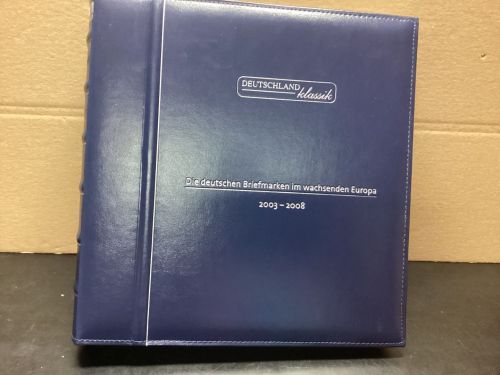 DEUTSCHLAND
klassik
Die deutschen Briefmarken im wachsenden Europa
2003 – 2008